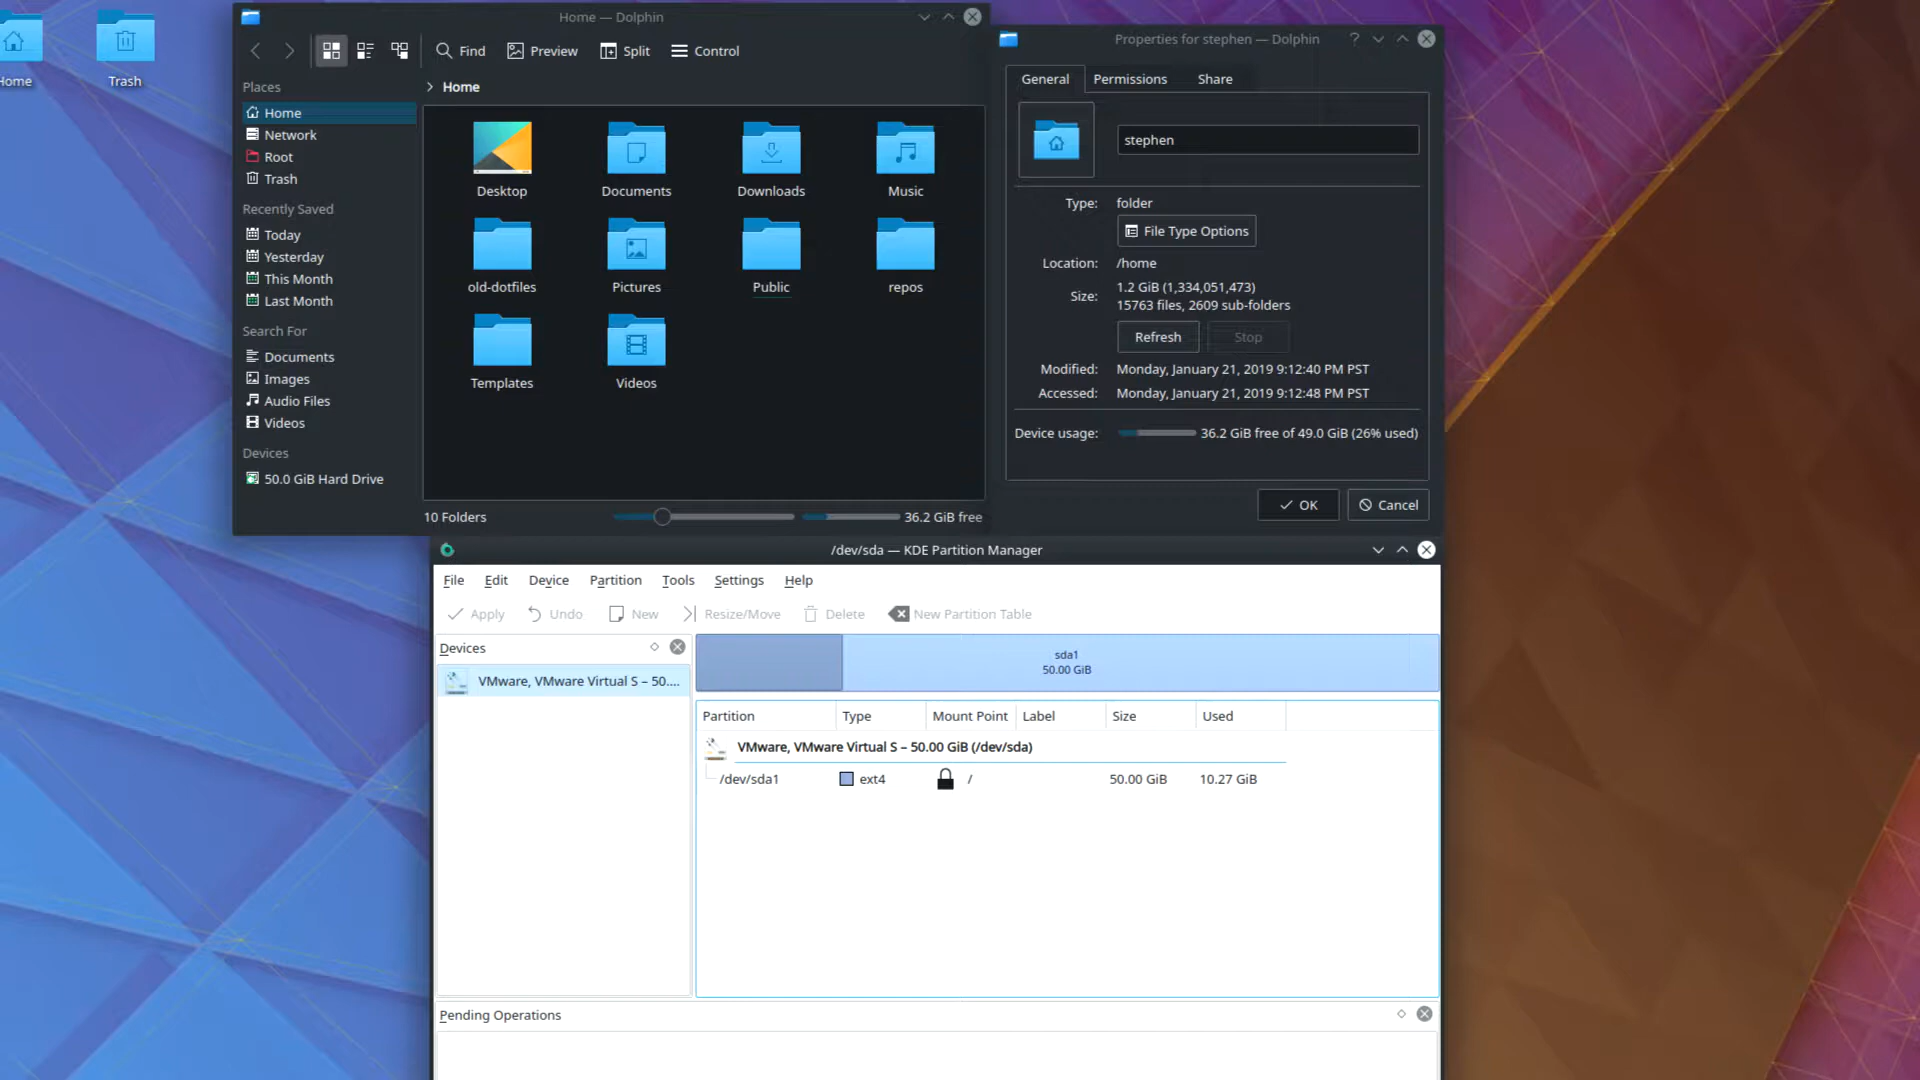 Home
Trash
Home — Dolphin
Find
Preview
Split
Control
Places
Home
Network
Root
Trash
Recently Saved
Today
Yesterday
This Month
Last Month
Search For
Documents
Images
Audio Files
Videos
Devices
50.0 GiB Hard Drive
Home
Desktop
Documents
Downloads
Music
old-dotfiles
Pictures
Public
repos
Templates
Videos
10 Folders
36.2 GiB free
Properties for stephen — Dolphin
?
General
Permissions
Share
stephen
Type: folder
File Type Options
Location: /home
Size: 1.2 GiB (1,334,051,473)
15763 files, 2609 sub-folders
Refresh
Stop
Modified: Monday, January 21, 2019 9:12:40 PM PST
Accessed: Monday, January 21, 2019 9:12:48 PM PST
Device usage: 36.2 GiB free of 49.0 GiB (26% used)
OK
Cancel
/dev/sda — KDE Partition Manager
File Edit Device Partition Tools Settings Help
Apply Undo New Resize/Move Delete New Partition Table
Devices
VMware, VMware Virtual S – 50....
sda1
50.00 GiB
Partition Type Mount Point Label Size Used
VMware, VMware Virtual S – 50.00 GiB (/dev/sda)
/dev/sda1 ext4 / 50.00 GiB 10.27 GiB
Pending Operations